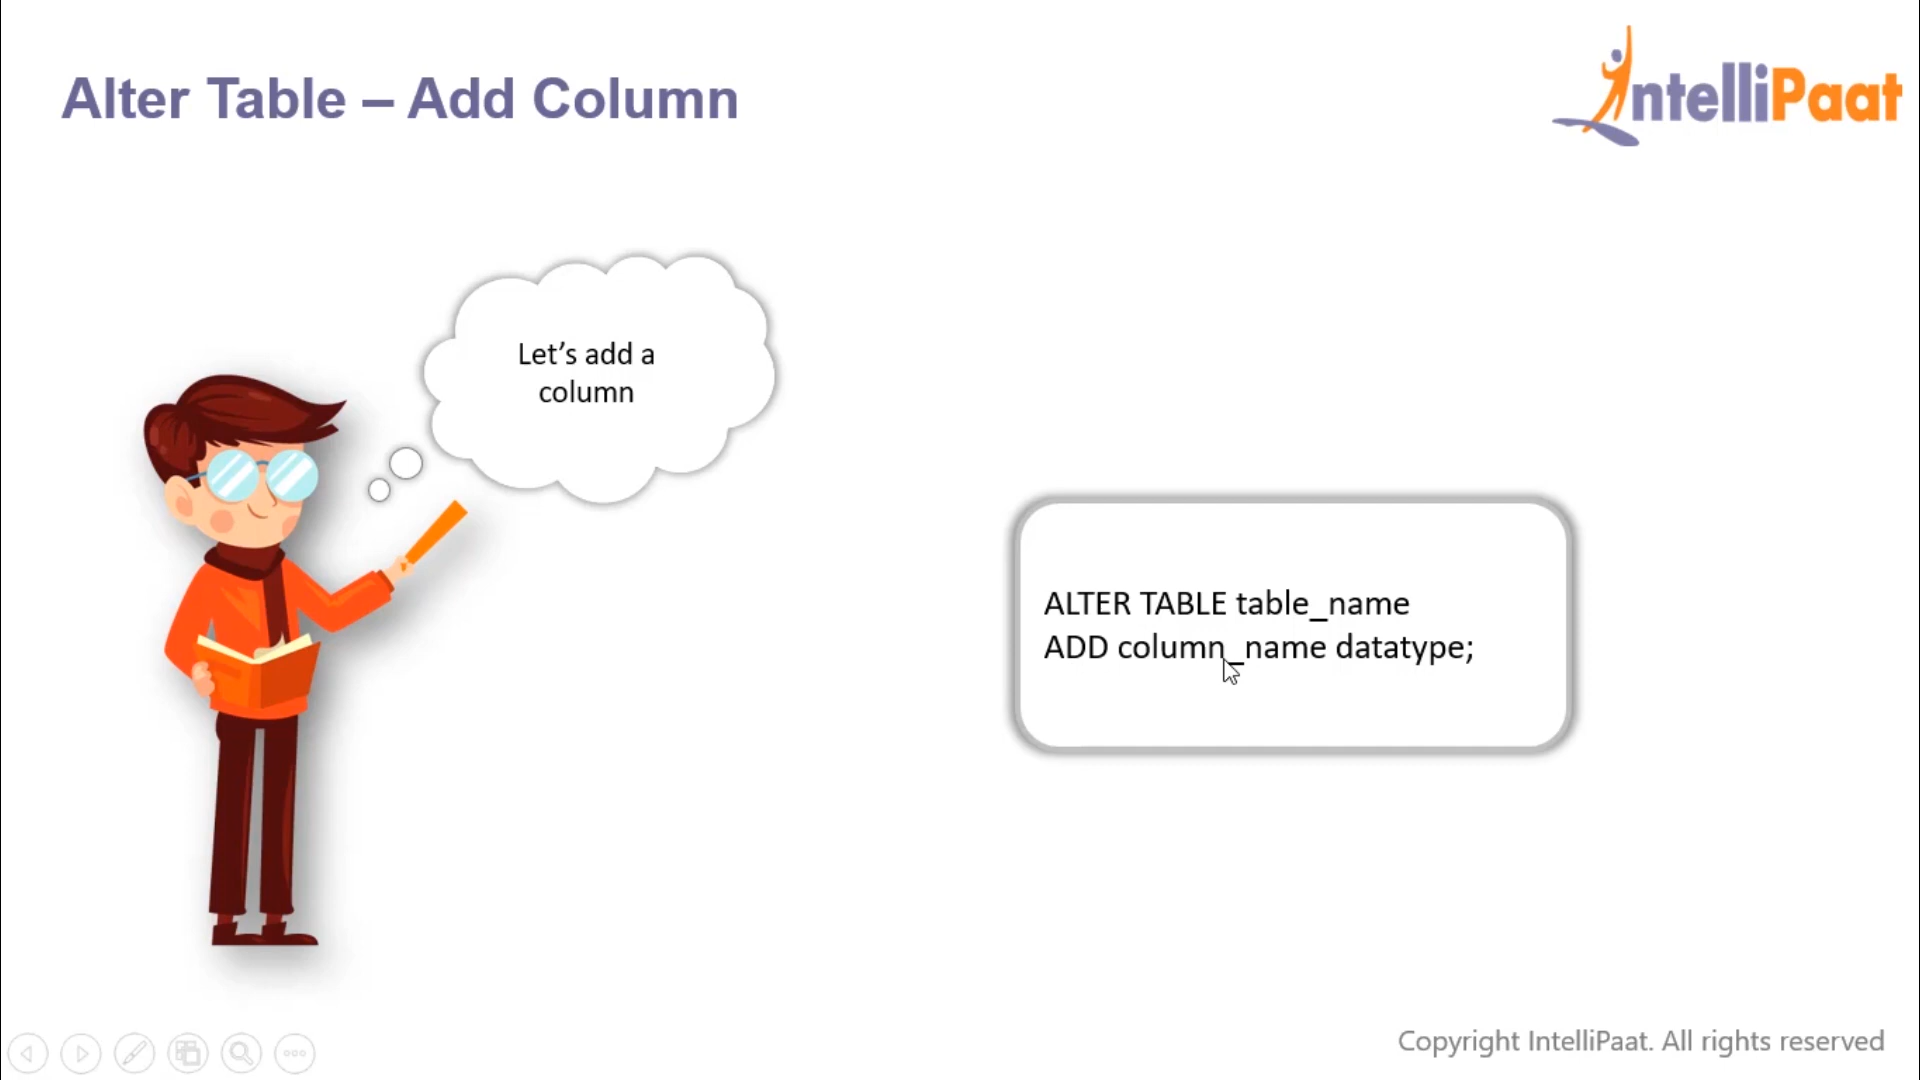 Alter Table – Add Column
IntelliPaat
Let’s add a
column
ALTER TABLE table_name
ADD column_name datatype;
Copyright IntelliPaat. All rights reserved